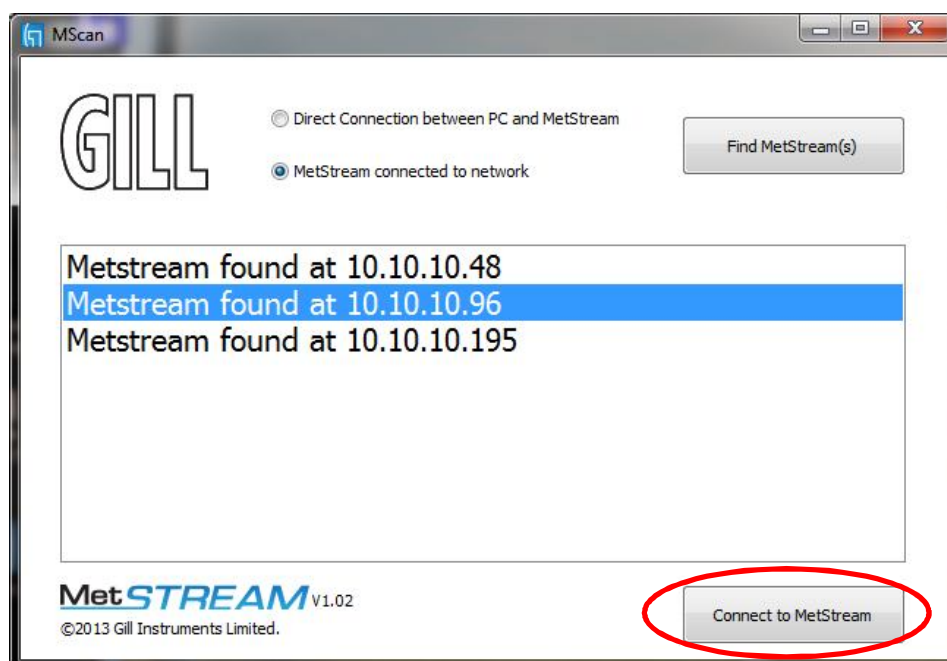 MScan
GILL
Direct Connection between PC and MetStream
Find MetStream(s)
MetStream connected to network
Metstream found at 10.10.10.48
Metstream found at 10.10.10.96
Metstream found at 10.10.10.195
MetSTREAM V1.02
©2013 Gill Instruments Limited.
Connect to MetStream